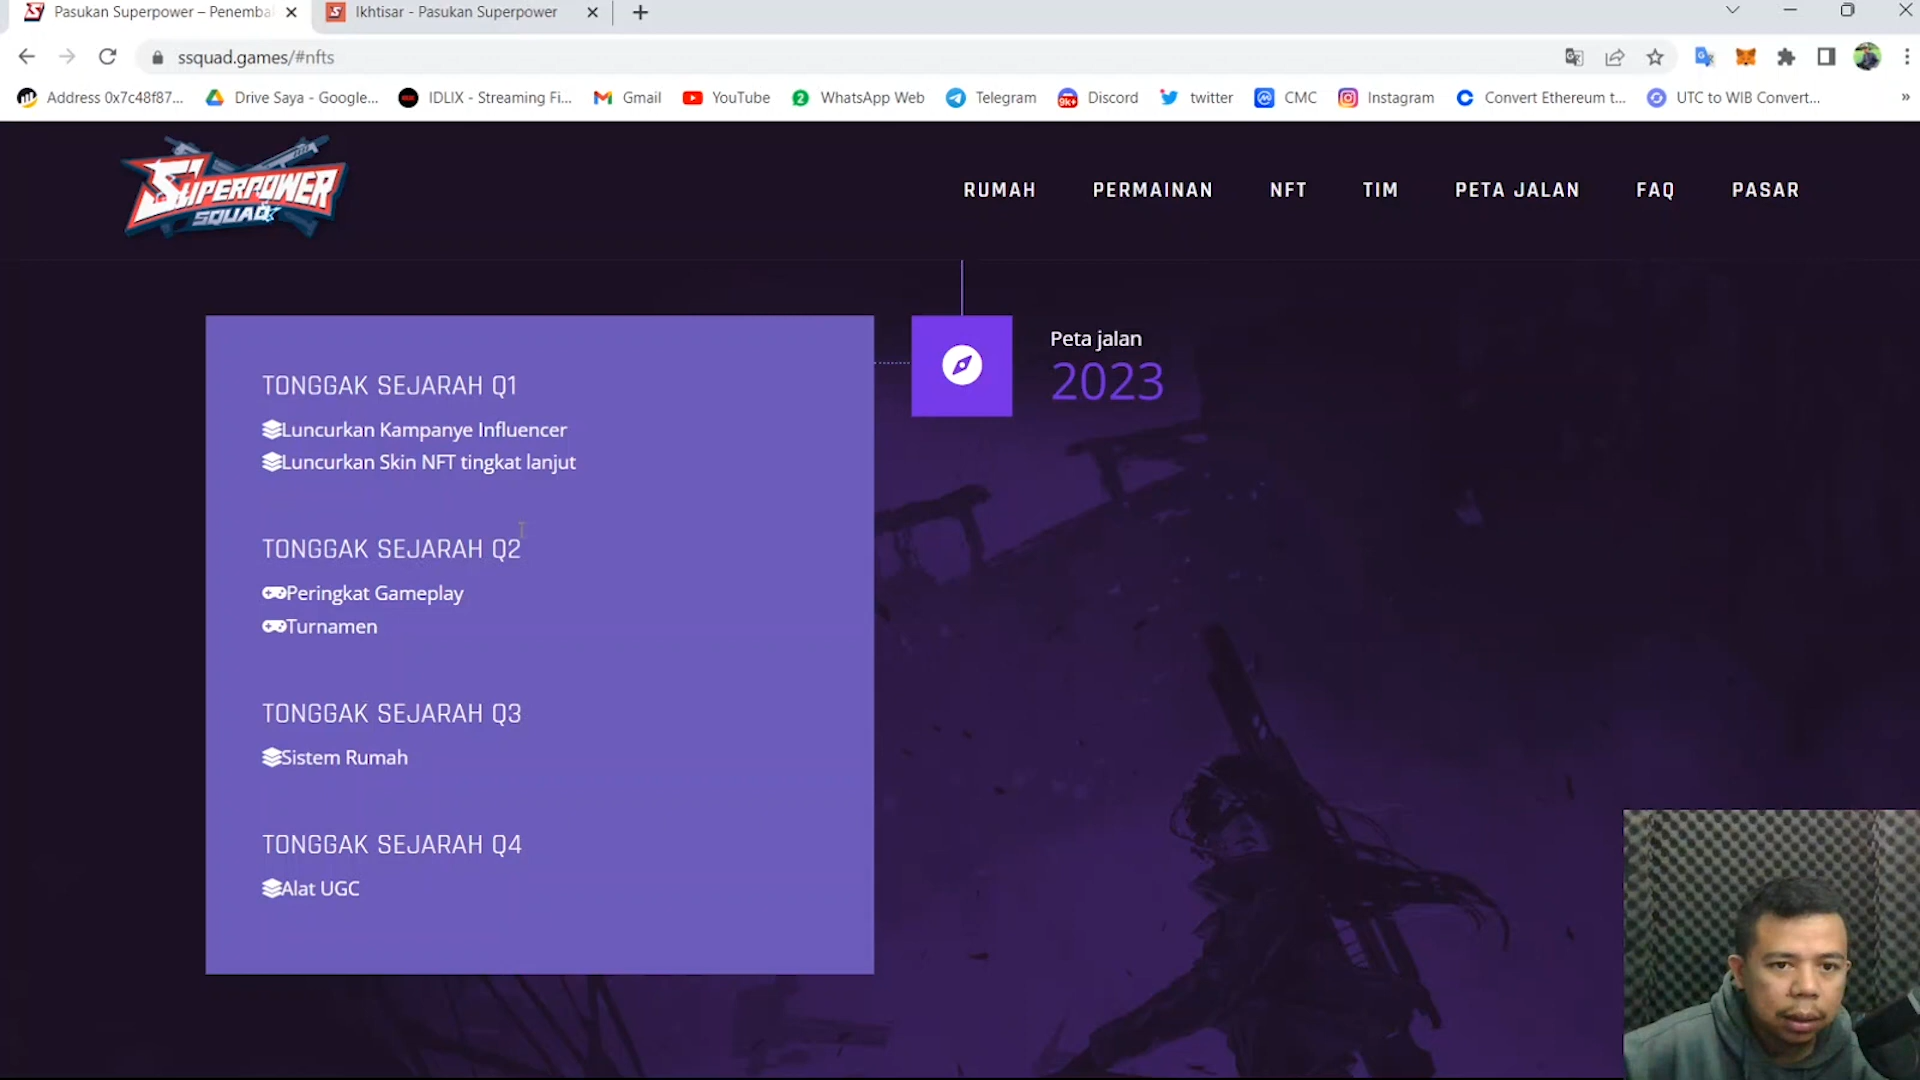 Pasukan Superpower – Penemba
Ikhtisar - Pasukan Superpower
ssquad.games/#nfts
Address 0x7c48f87...
Drive Saya - Google...
IDLIX - Streaming Fi...
Gmail
YouTube
2
WhatsApp Web
Telegram
9K+
Discord
twitter
CMC
Instagram
Convert Ethereum t...
UTC to WIB Convert...
»
SUPERPOWER
SQUAD
RUMAH
PERMAINAN
NFT
TIM
PETA JALAN
FAQ
PASAR
Peta jalan
2023
TONGGAK SEJARAH Q1
Luncurkan Kampanye Influencer
Luncurkan Skin NFT tingkat lanjut
TONGGAK SEJARAH Q2
Peringkat Gameplay
Turnamen
TONGGAK SEJARAH Q3
Sistem Rumah
TONGGAK SEJARAH Q4
Alat UGC